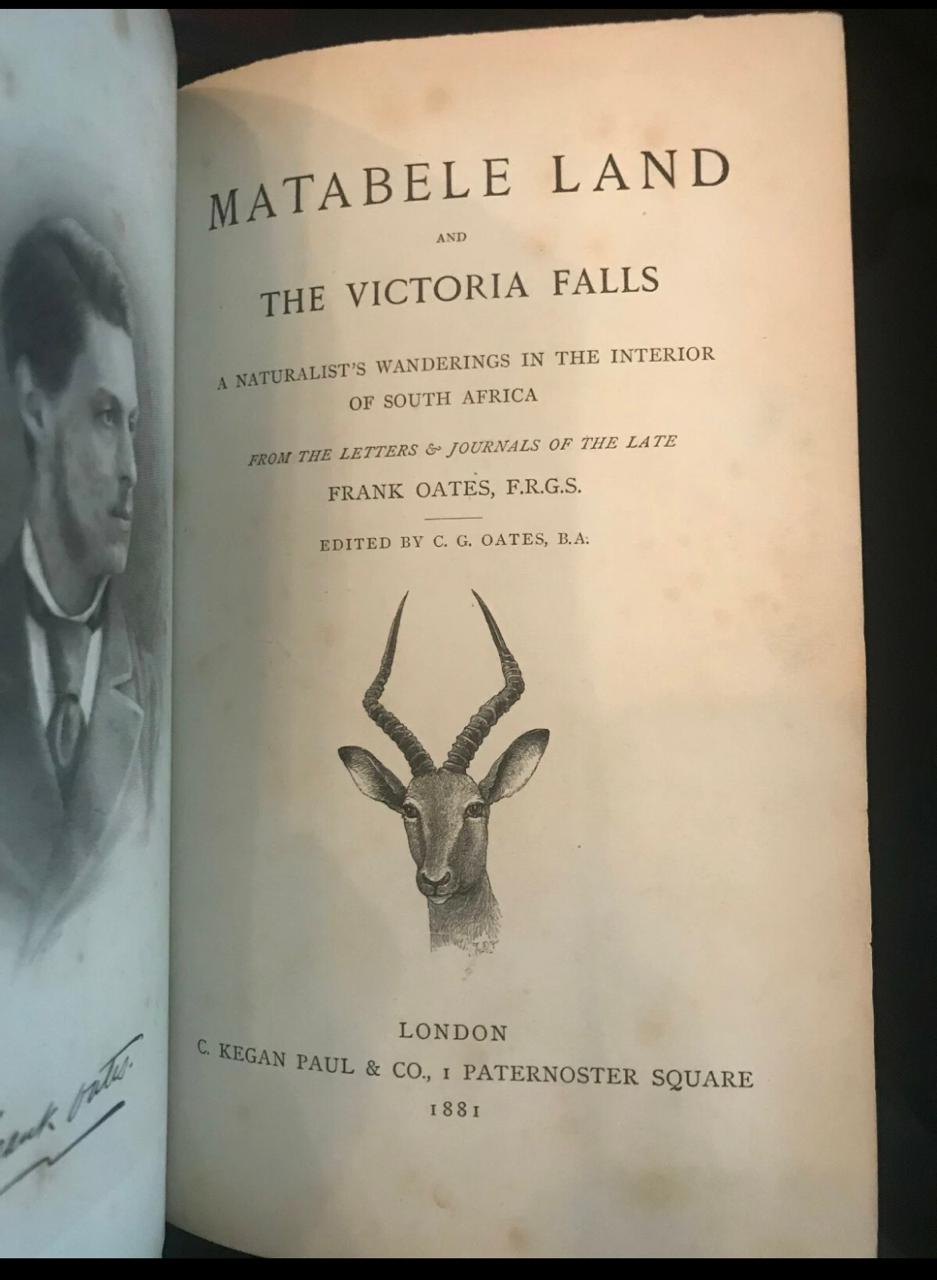 MATABELE LAND
AND
THE VICTORIA FALLS
A NATURALIST'S WANDERINGS IN THE INTERIOR
OF SOUTH AFRICA
FROM THE LETTERS & JOURNALS OF THE LATE
FRANK OATES, F.R.G.S.
EDITED BY C. G. OATES, B.A.
LONDON
C. KEGAN PAUL & CO., 1 PATERNOSTER SQUARE
1881
Oates.